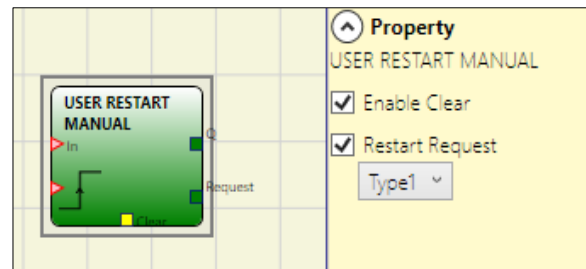 USER RESTART
MANUAL
In
Q
Request
Clear
Property
USER RESTART MANUAL
Enable Clear
Restart Request
Type1